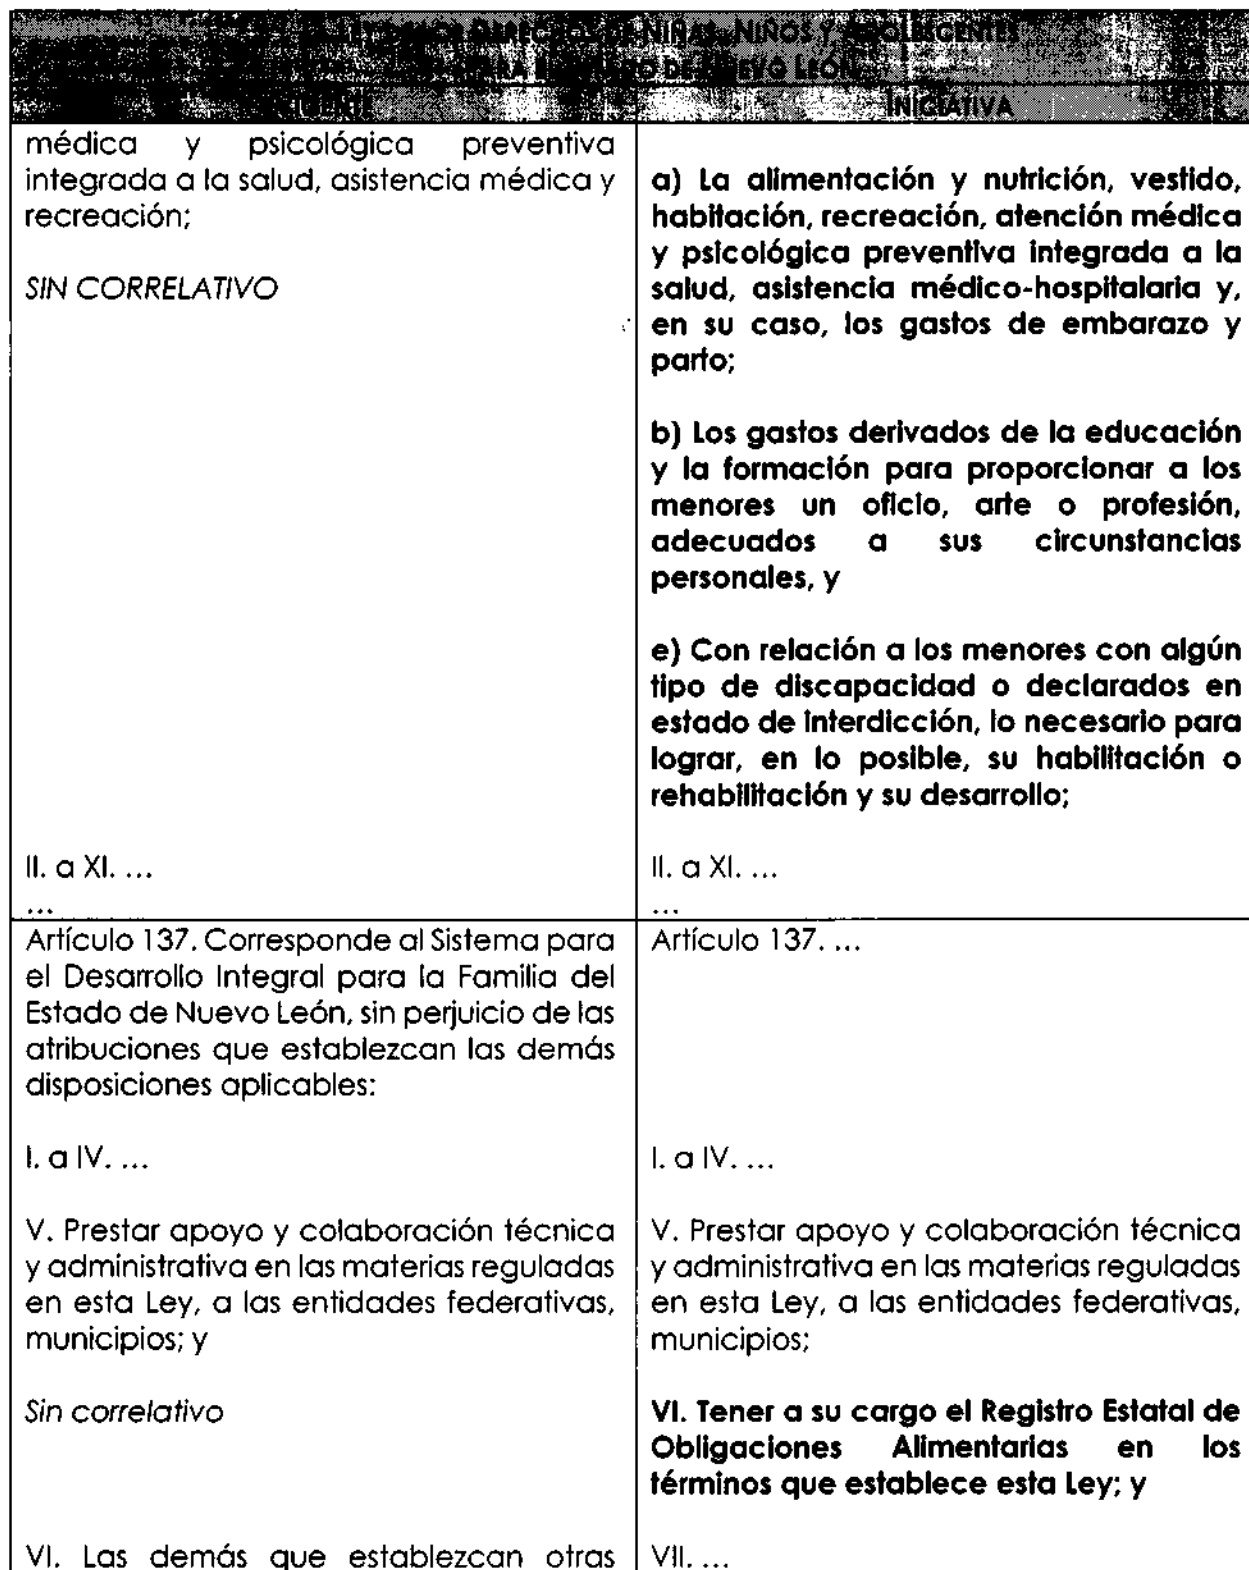 DERECHOS DE NIÑAS, NIÑOS Y ADOLESCENTES
DE NUEVO LEÓN
INICIATIVA
médica y psicológica preventiva
integrada a la salud, asistencia médica y
recreación;
SIN CORRELATIVO
II. a XI. ...
...
a) La alimentación y nutrición, vestido,
habitación, recreación, atención médica
y psicológica preventiva integrada a la
salud, asistencia médico-hospitalaria y,
en su caso, los gastos de embarazo y
parto;
b) Los gastos derivados de la educación
y la formación para proporcionar a los
menores un oficio, arte o profesión,
adecuados a sus circunstancias
personales, y
e) Con relación a los menores con algún
tipo de discapacidad o declarados en
estado de interdicción, lo necesario para
lograr, en lo posible, su habilitación o
rehabilitación y su desarrollo;
II. a XI. ...
...
Artículo 137. Corresponde al Sistema para
el Desarrollo Integral para la Familia del
Estado de Nuevo León, sin perjuicio de las
atribuciones que establezcan las demás
disposiciones aplicables:
I. a IV. ...
V. Prestar apoyo y colaboración técnica
y administrativa en las materias reguladas
en esta Ley, a las entidades federativas,
municipios; y
Sin correlativo
VI. Las demás que establezcan otras
Artículo 137. ...
I. a IV. ...
V. Prestar apoyo y colaboración técnica
y administrativa en las materias reguladas
en esta Ley, a las entidades federativas,
municipios;
VI. Tener a su cargo el Registro Estatal de
Obligaciones Alimentarias en los
términos que establece esta Ley; y
VII. ...